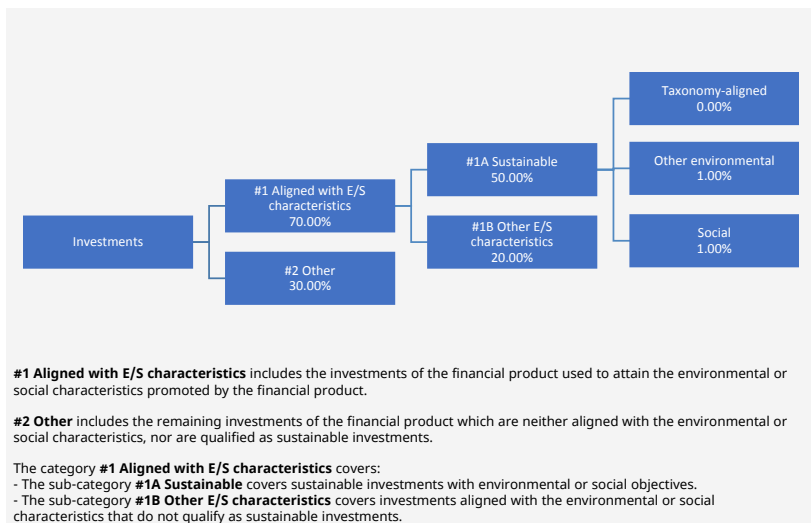 Taxonomy-aligned
0.00%
#1A Sustainable
50.00%
Other environmental
1.00%
#1 Aligned with E/S
characteristics
70.00%
Investments
#1B Other E/S
characteristics
20.00%
Social
1.00%
#2 Other
30.00%
#1 Aligned with E/S characteristics includes the investments of the financial product used to attain the environmental or
social characteristics promoted by the financial product.
#2 Other includes the remaining investments of the financial product which are neither aligned with the environmental or
social characteristics, nor are qualified as sustainable investments.
The category #1 Aligned with E/S characteristics covers:
- The sub-category #1A Sustainable covers sustainable investments with environmental or social objectives.
- The sub-category #1B Other E/S characteristics covers investments aligned with the environmental or social
characteristics that do not qualify as sustainable investments.